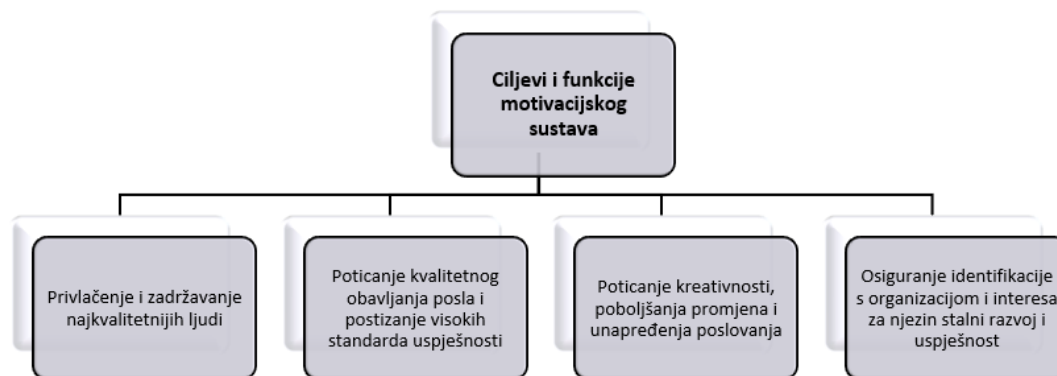 Ciljevi i funkcije
motivacijskog
sustava
Privlačenje i zadržavanje
najkvalitetnijih ljudi
Poticanje kvalitetnog
obavljanja posla i
postizanje visokih
standarda uspješnosti
Poticanje kreativnosti,
poboljšanja promjena i
unapređenja poslovanja
Osiguranje identifikacije
s organizacijom i interesa
za njezin stalni razvoj i
uspješnost